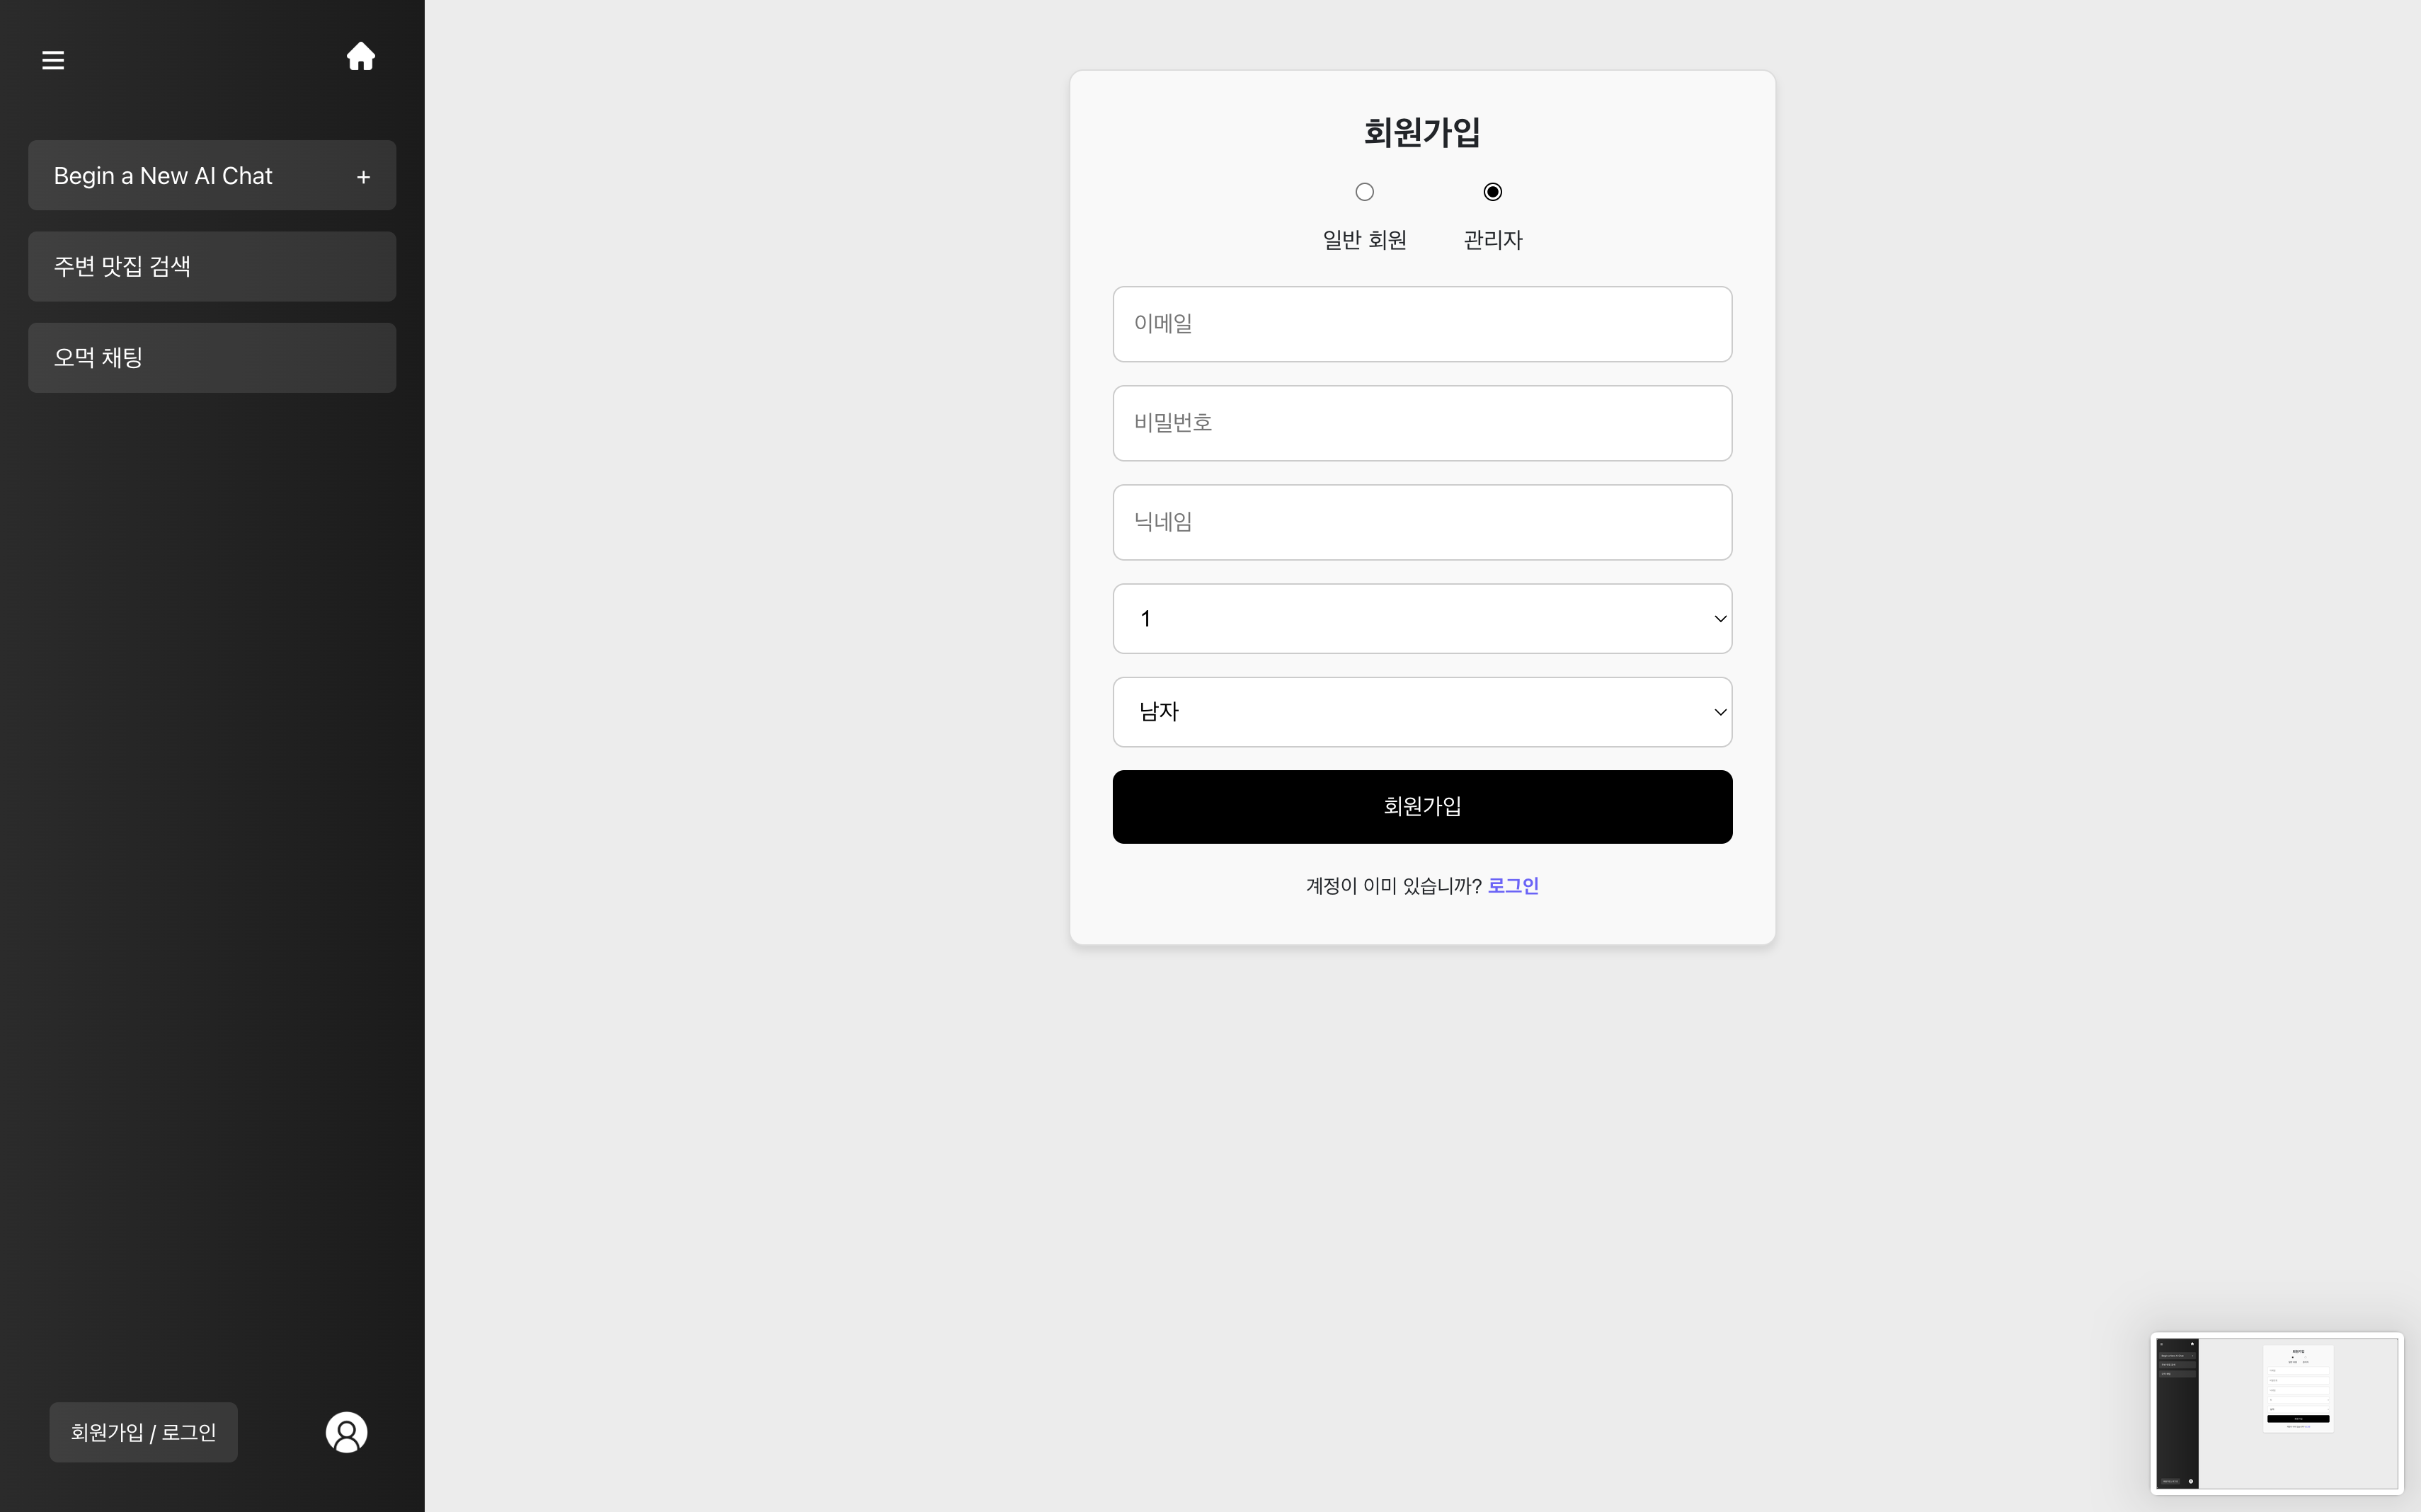 Begin a New AI Chat +
주변 맛집 검색
오먹 채팅
회원가입 / 로그인
회원가입
일반 회원
관리자
이메일
비밀번호
닉네임
1
남자
회원가입
계정이 이미 있습니까? 로그인